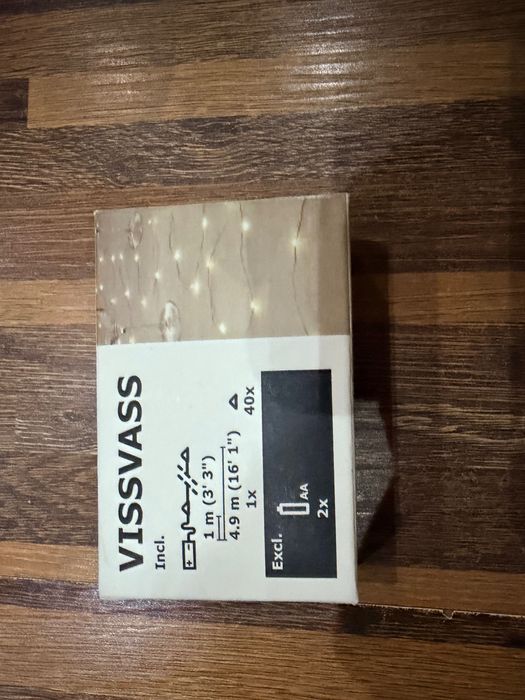 VISSVASS
Incl.
1 m (3' 3")
4,9 m (16' 1")
1x
40x
Excl.
AA
2x